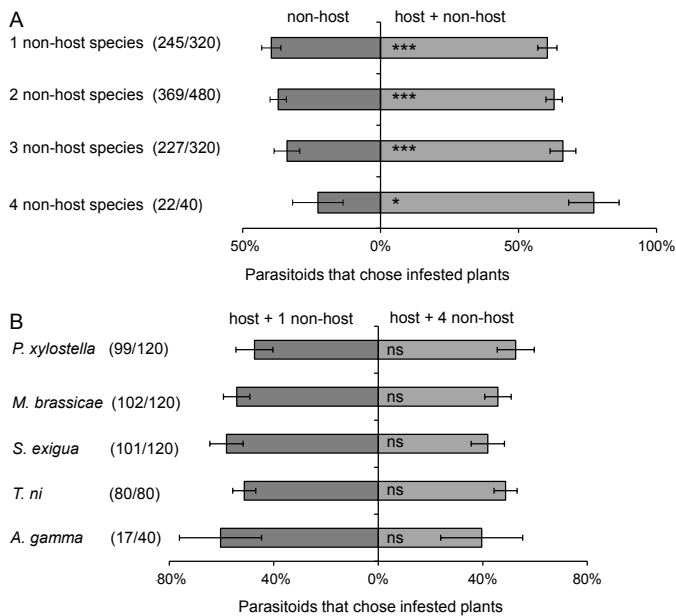 A
non-host host + non-host
1 non-host species (245/320) ***
2 non-host species (369/480) ***
3 non-host species (227/320) ***
4 non-host species (22/40) *
50% 0% 50% 100%
Parasitoids that chose infested plants
B
host + 1 non-host host + 4 non-host
P. xylostella (99/120) ns
M. brassicae (102/120) ns
S. exigua (101/120) ns
T. ni (80/80) ns
A. gamma (17/40) ns
80% 40% 0% 40% 80%
Parasitoids that chose infested plants